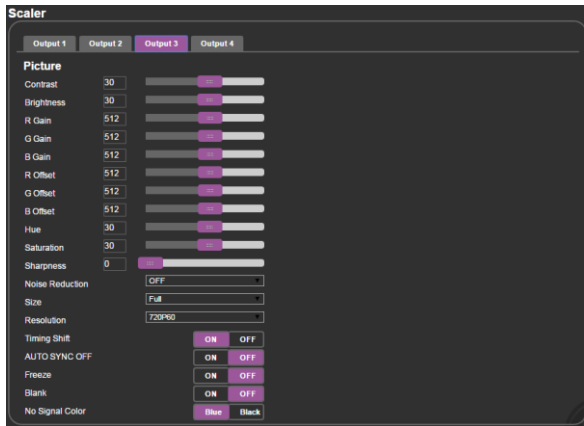 Scaler
Output 1 Output 2 Output 3 Output 4
Picture
Contrast 30
Brightness 30
R Gain 512
G Gain 512
B Gain 512
R Offset 512
G Offset 512
B Offset 512
Hue 30
Saturation 30
Sharpness 0
Noise Reduction OFF
Size Full
Resolution 720P60
Timing Shift ON OFF
AUTO SYNC OFF ON OFF
Freeze ON OFF
Blank ON OFF
No Signal Color Blue Black